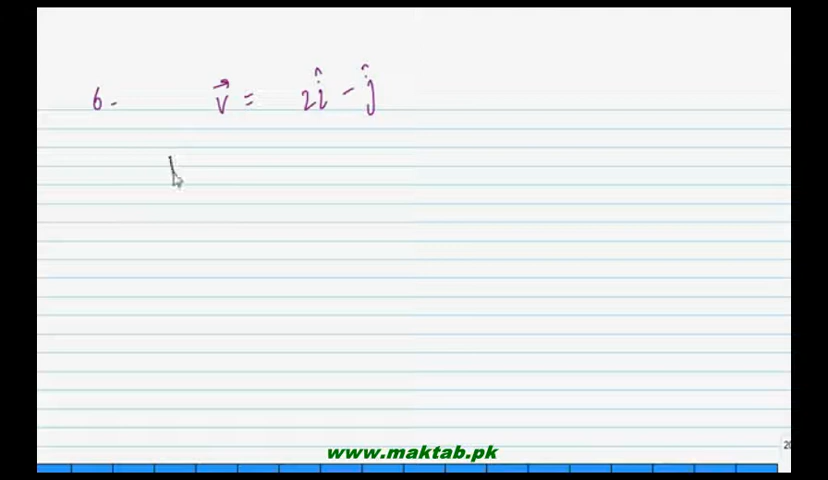 6- v⃗ = 2î - ĵ
www.maktab.pk